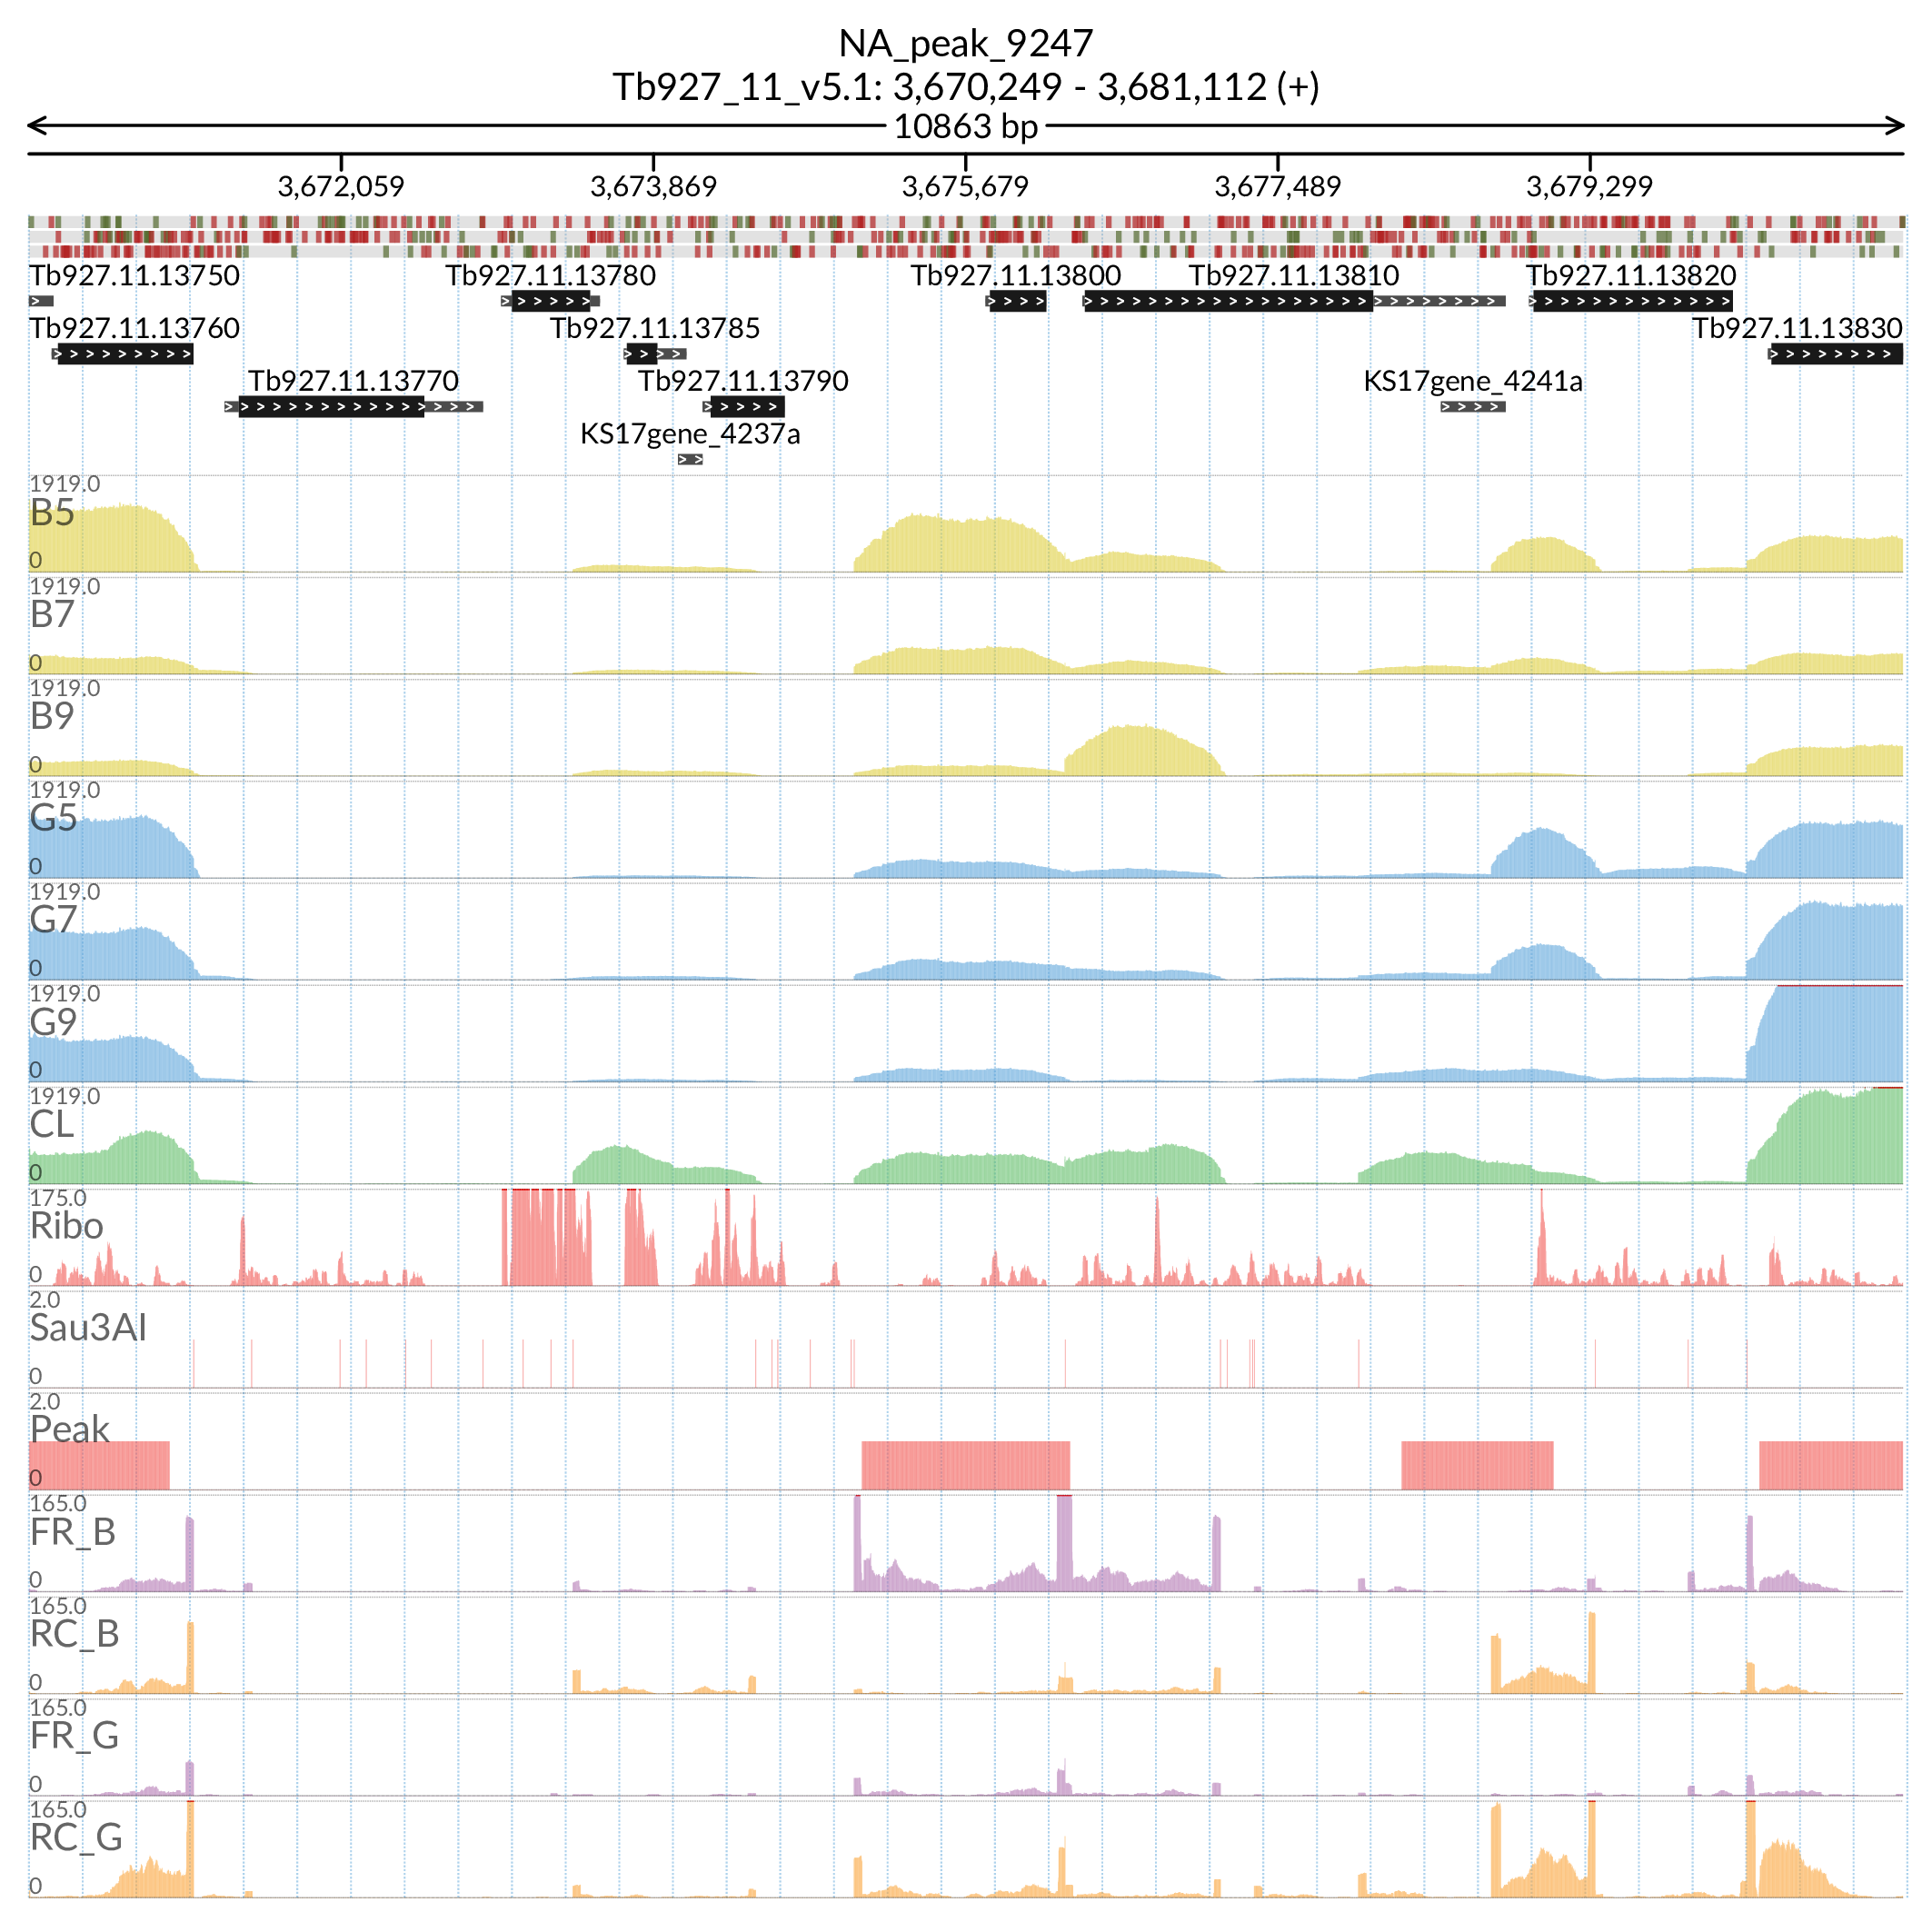 NA_peak_9247
Tb927_11_v5.1: 3,670,249 - 3,681,112 (+)
10863 bp
3,672,059 3,673,869 3,675,679 3,677,489 3,679,299
Tb927.11.13750 Tb927.11.13780 Tb927.11.13800 Tb927.11.13810 Tb927.11.13820
Tb927.11.13760 Tb927.11.13785 Tb927.11.13830
Tb927.11.13770 Tb927.11.13790 KS17gene_4241a
KS17gene_4237a
1919.0
B5
0
1919.0
B7
0
1919.0
B9
0
1919.0
G5
0
1919.0
G7
0
1919.0
G9
0
1919.0
CL
0
175.0
Ribo
0
2.0
Sau3AI
0
2.0
Peak
0
165.0
FR_B
0
165.0
RC_B
0
165.0
FR_G
0
165.0
RC_G
0